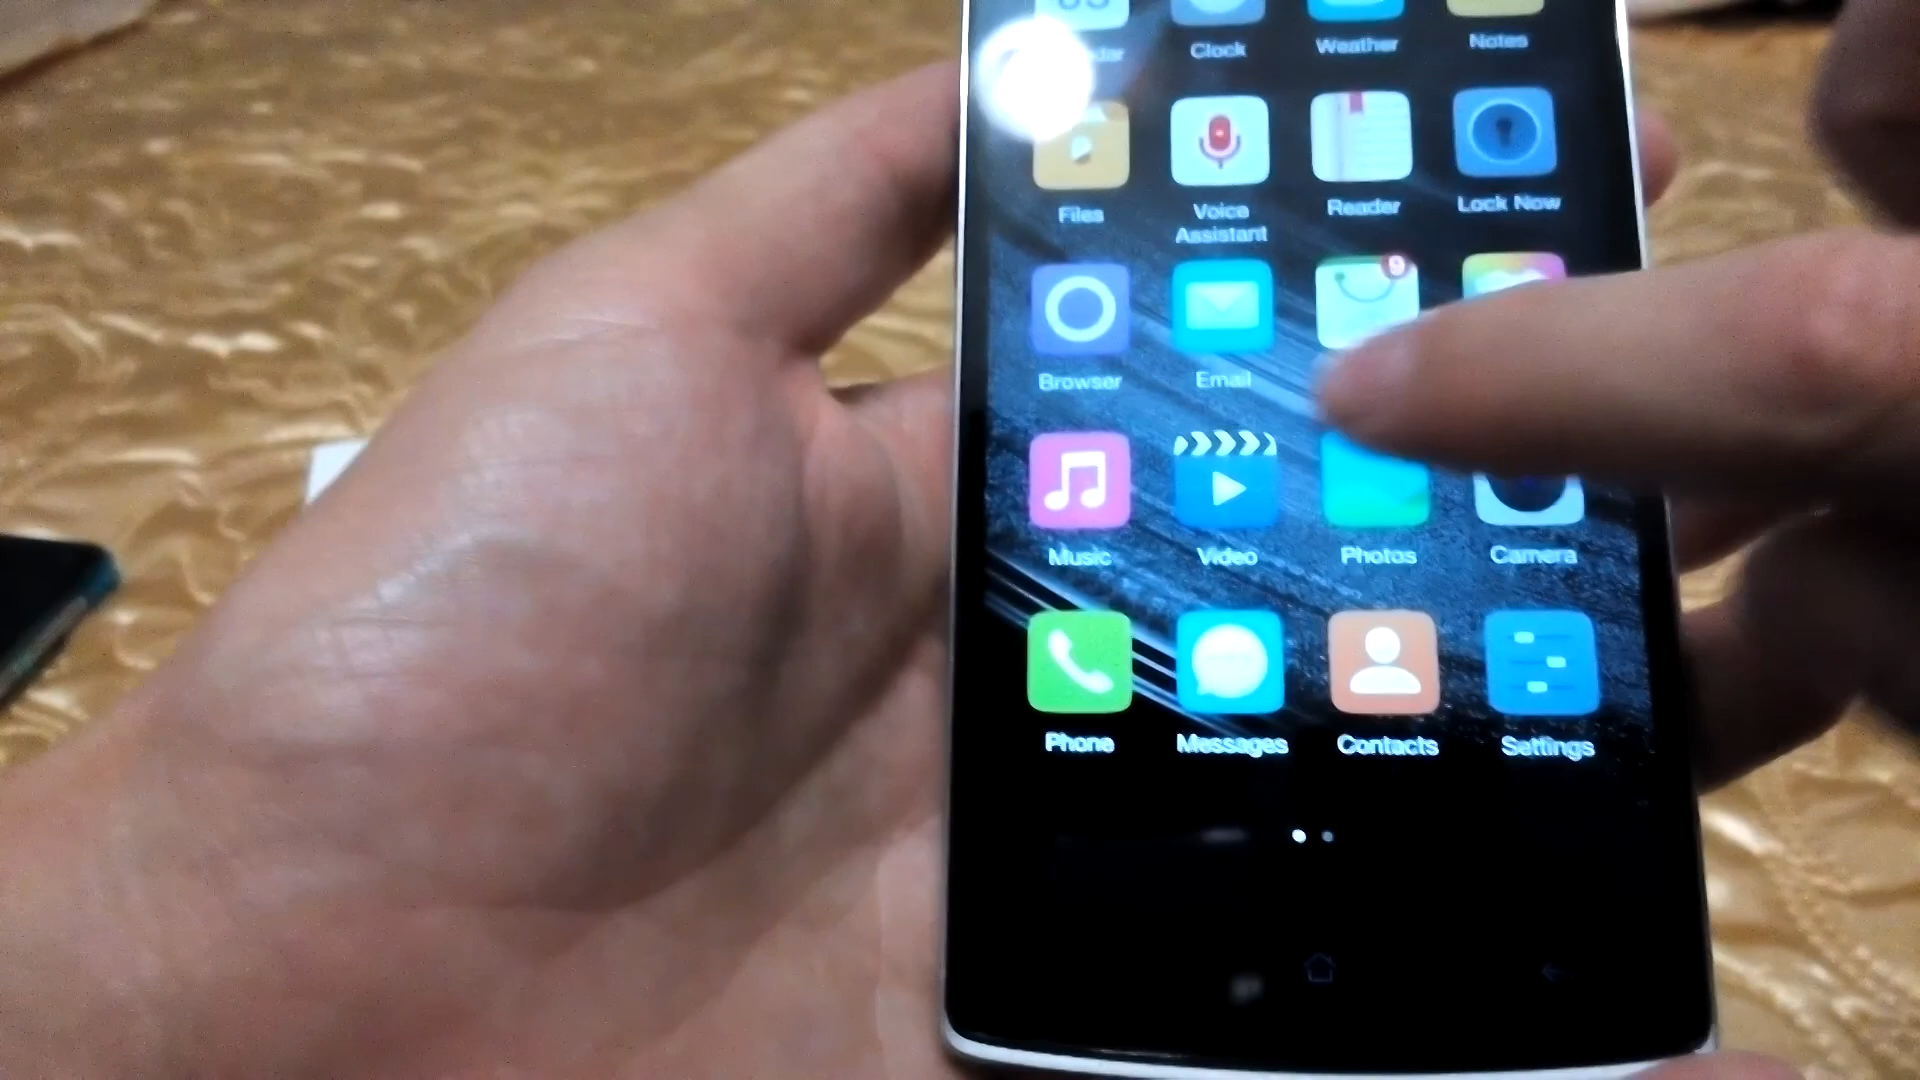 Clock
Weather
Notes
Files
Voice
Assistant
Reader
Lock Now
9
Browser
Email
Music
Video
Photos
Camera
Phone
Messages
Contacts
Settings